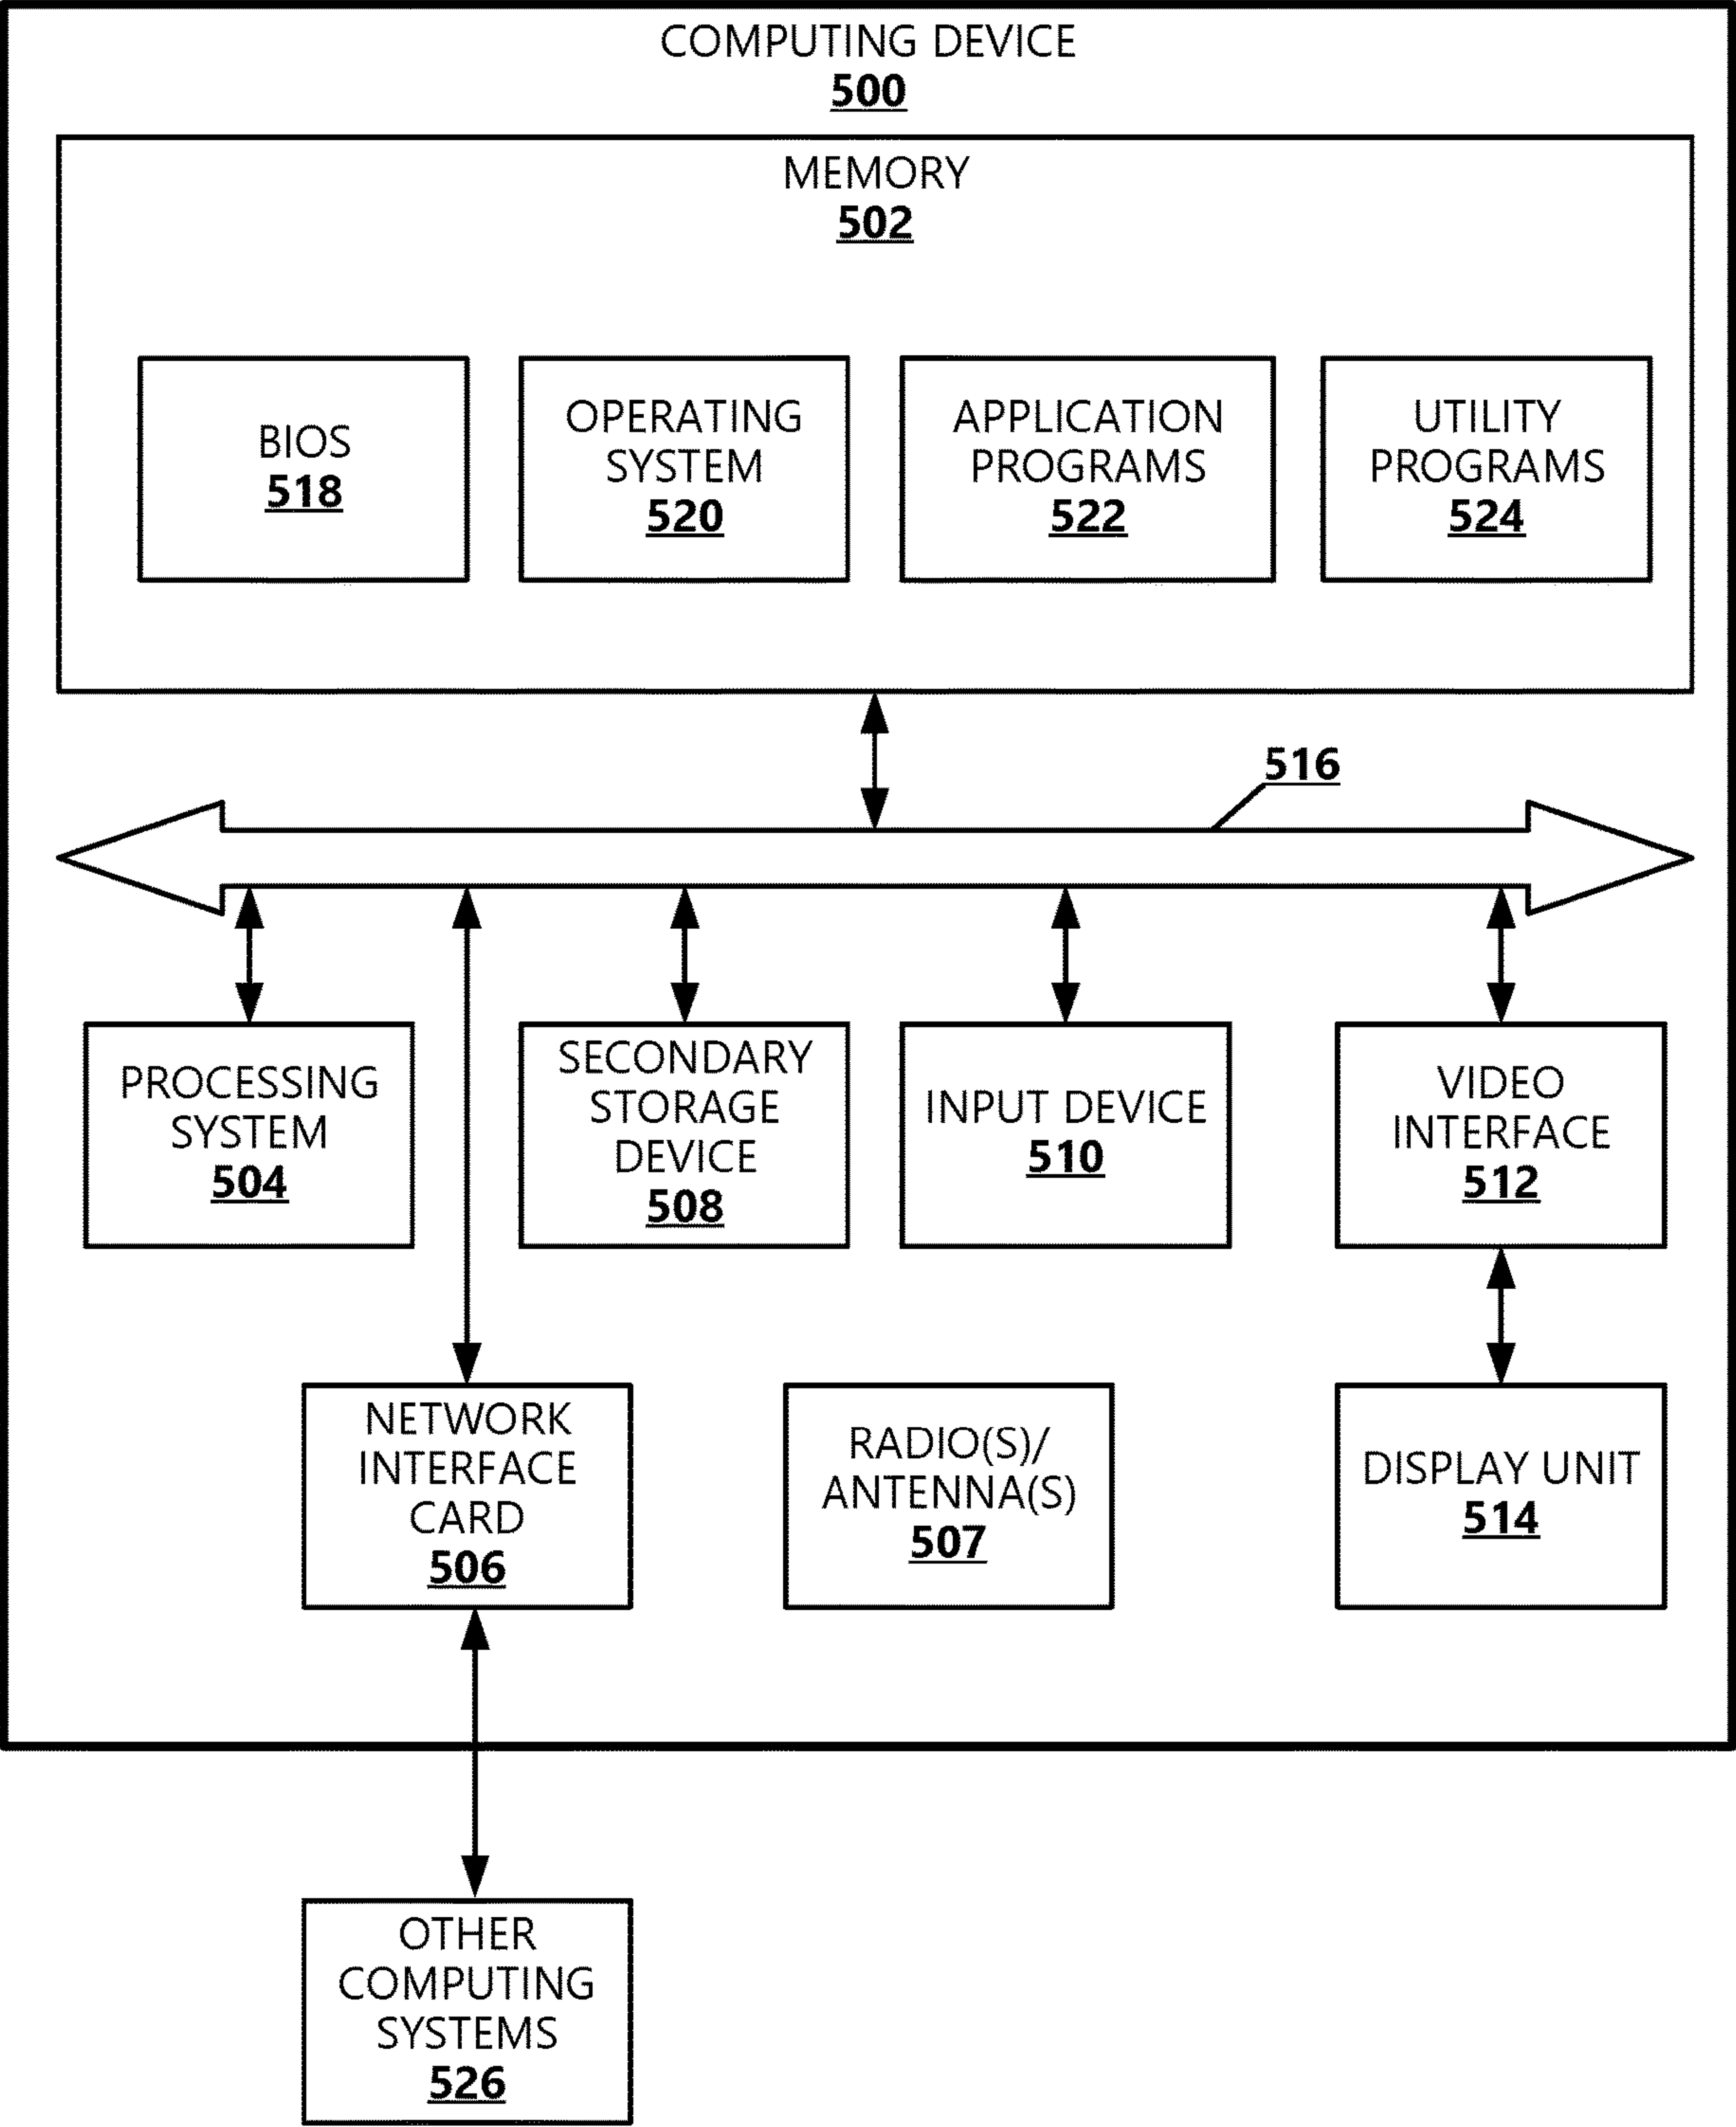 COMPUTING DEVICE
500
MEMORY
502
BIOS
518
OPERATING
SYSTEM
520
APPLICATION
PROGRAMS
522
UTILITY
PROGRAMS
524
516
PROCESSING
SYSTEM
504
SECONDARY
STORAGE
DEVICE
508
INPUT DEVICE
510
VIDEO
INTERFACE
512
NETWORK
INTERFACE
CARD
506
RADIO(S)/
ANTENNA(S)
507
DISPLAY UNIT
514
OTHER
COMPUTING
SYSTEMS
526